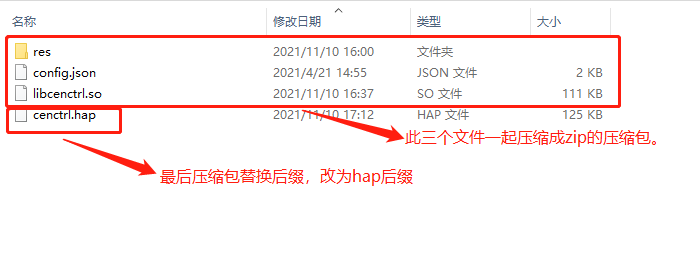 名称 修改日期 类型 大小
res 2021/11/10 16:00 文件夹
config.json 2021/4/21 14:55 JSON 文件 2 KB
libcenctrl.so 2021/11/10 16:37 SO 文件 111 KB
cenctrl.hap 2021/11/10 17:12 HAP 文件 125 KB
此三个文件一起压缩成zip的压缩包。
最后压缩包替换后缀，改为hap后缀